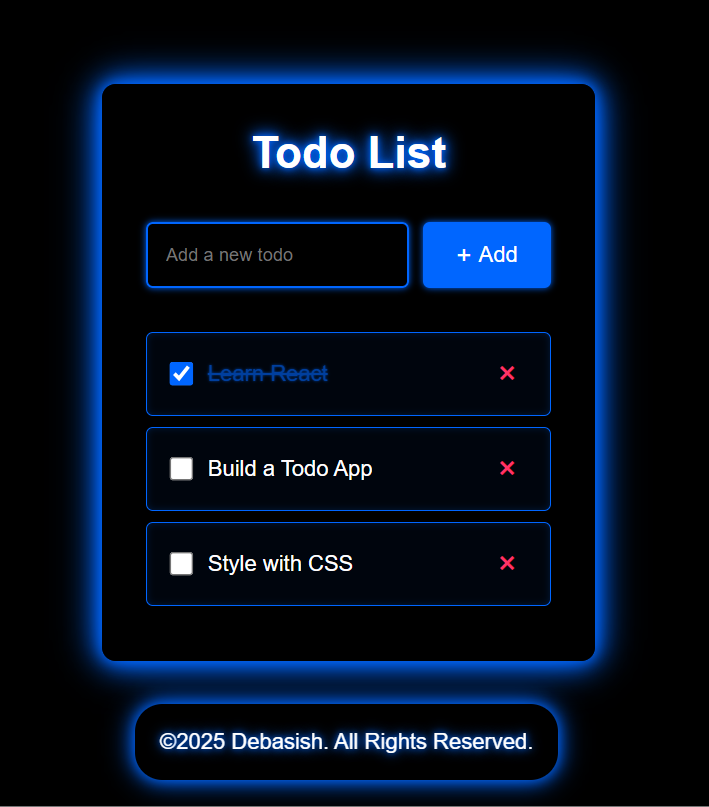 Todo List
Add a new todo
+ Add
Learn React
✕
Build a Todo App
✕
Style with CSS
✕
©2025 Debasish. All Rights Reserved.